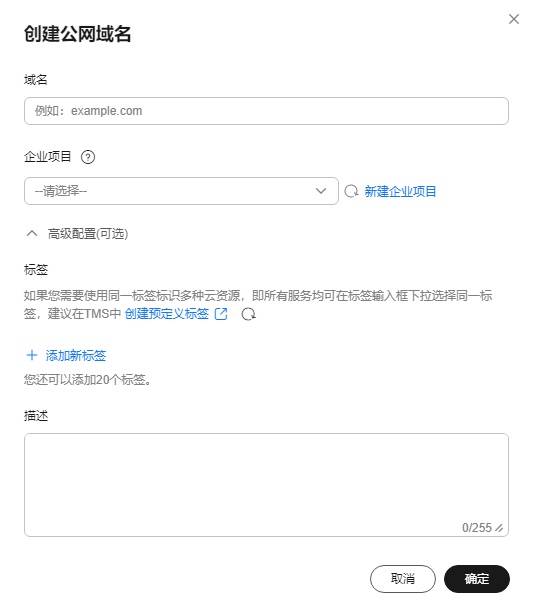 创建公网域名
域名
例如：example.com
企业项目
--请选择--
新建企业项目
高级配置(可选)
标签
如果您需要使用同一标签标识多种云资源，即所有服务均可在标签输入框下拉选择同一标
签，建议在TMS中 创建预定义标签
添加新标签
您还可以添加20个标签。
描述
0/255
取消
确定